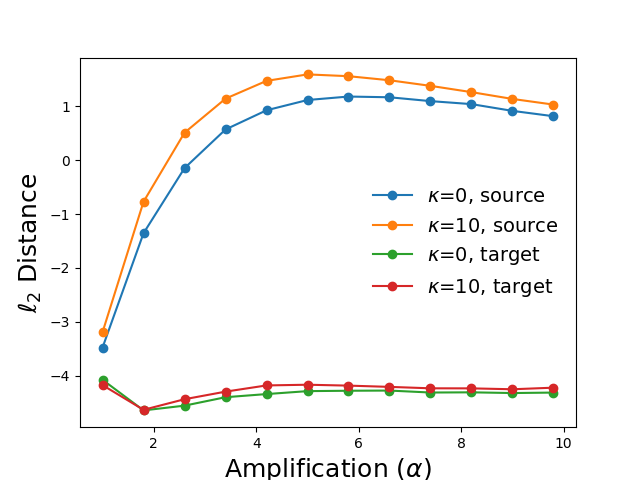 1
0
−1
−2
−3
−4
ℓ₂ Distance
κ=0, source
κ=10, source
κ=0, target
κ=10, target
2 4 6 8 10
Amplification (α)